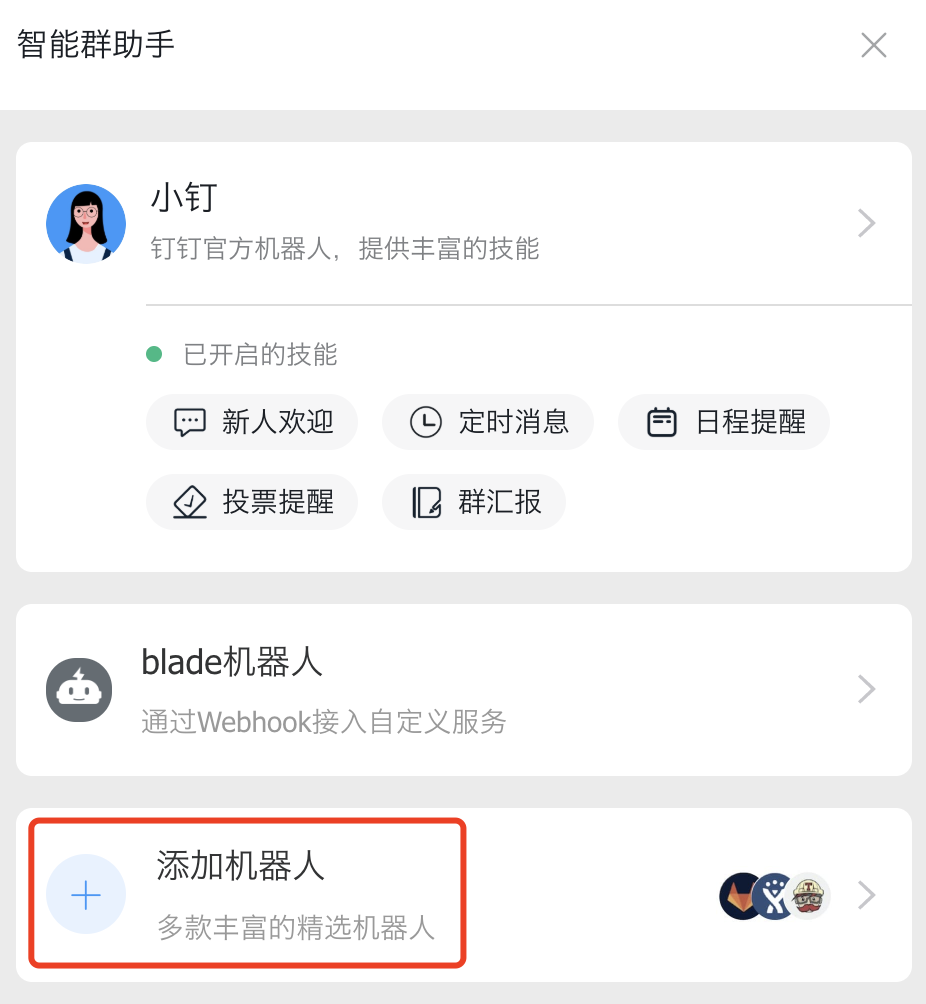 智能群助手
小钉
钉钉官方机器人，提供丰富的技能
已开启的技能
新人欢迎
定时消息
日程提醒
投票提醒
群汇报
blade机器人
通过Webhook接入自定义服务
添加机器人
多款丰富的精选机器人